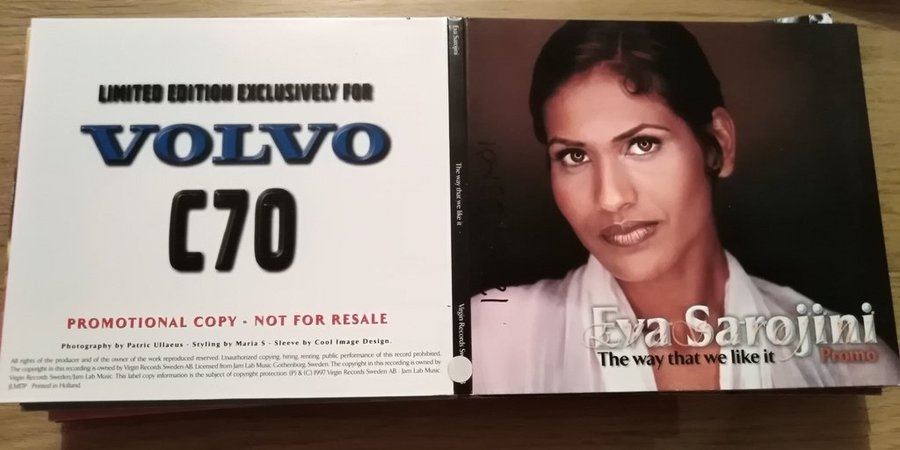 LIMITED EDITION EXCLUSIVELY FOR
VOLVO
C70
PROMOTIONAL COPY - NOT FOR RESALE
Photography by Patric Ullaeus - Styling by Maria S - Sleeve by Cool Image Design.
All rights of the producer and of the owner of the work reproduced reserved. Unauthorized copying, hiring, renting, public performance of this record prohibited.
The copyright in this recording is owned by Virgin Records Sweden AB. Licensed from Jam Lab Music Gothenburg, Sweden. The copyright in this recording is owned by
Virgin Records Sweden/Jam Lab Music. This label copy information is the subject of copyright protection. (P) & (C) 1997 Virgin Records Sweden AB - Jam Lab Music
Printed in Holland.
Eva Sarojini
The way that we like it
Virgin Records
Eva Sarojini
The way that we like it
Promo